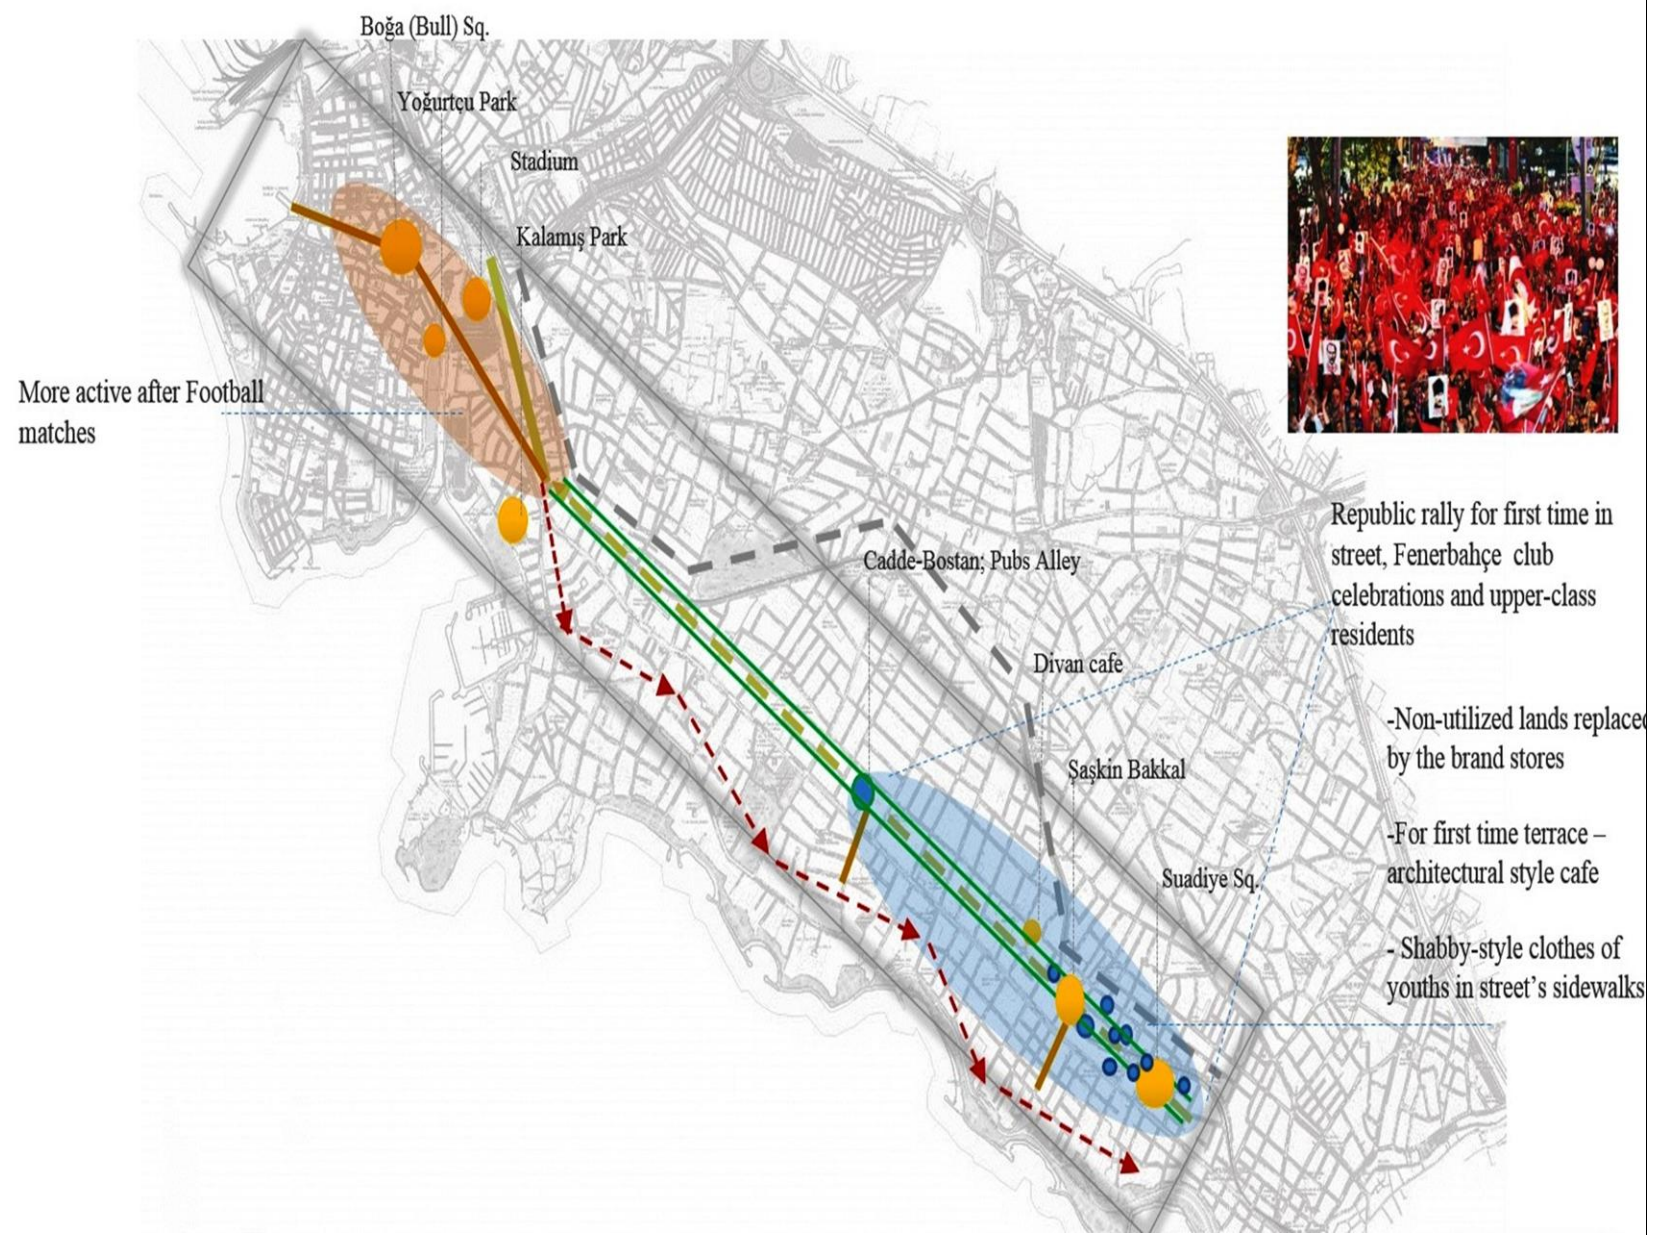 Boğa (Bull) Sq.
Yoğurtçu Park
Stadium
Kalamış Park
More active after Football
matches
Cadde-Bostan; Pubs Alley
Divan cafe
Saşkin Bakkal
Suadiye Sq.
Republic rally for first time in
street, Fenerbahçe club
celebrations and upper-class
residents
-Non-utilized lands replaced
by the brand stores
-For first time terrace –
architectural style cafe
- Shabby-style clothes of
youths in street’s sidewalks